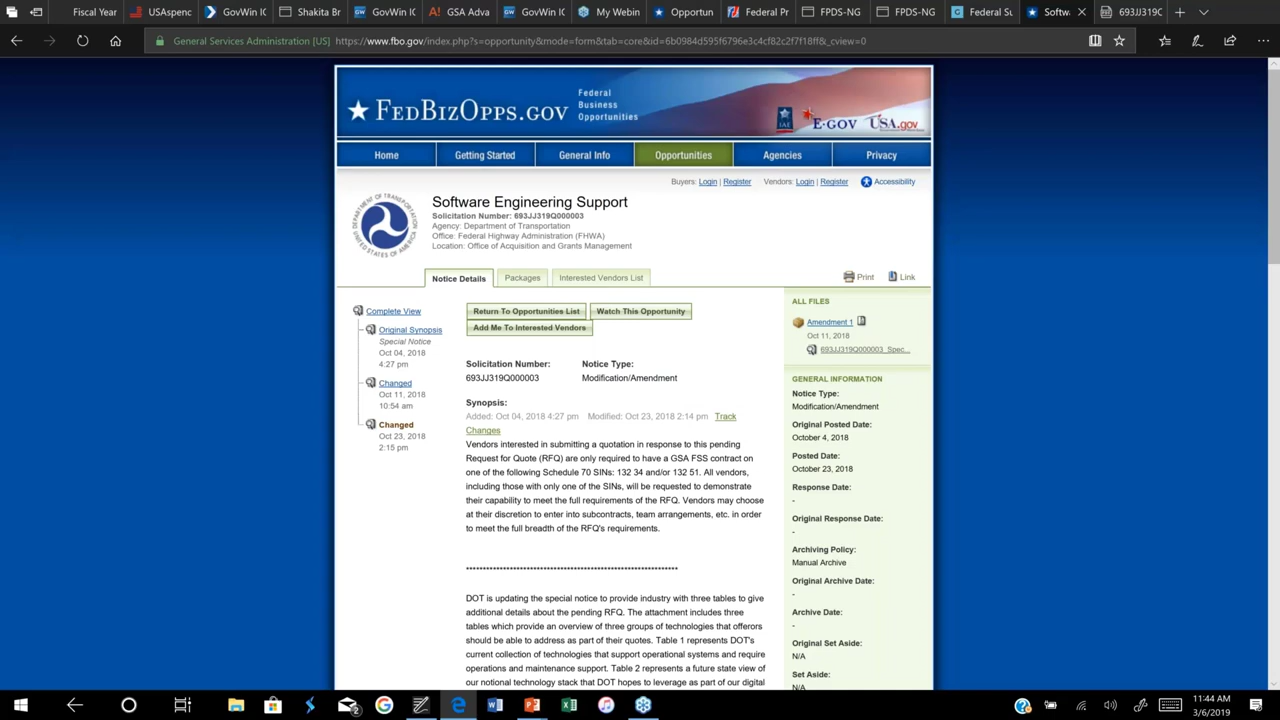 Fiscal Year
USASpen
GovWin IC
Shakita Br
GovWin IC
GSA Adva
GovWin IC
My Webin
Opportun
Federal Pr
FPDS-NG
FPDS-NG
Federal Su
Softw
693JJ319C
General Services Administration [US] https://www.fbo.gov/index.php?s=opportunity&mode=form&tab=core&id=6b0984d595f6796e3c4cf82c2f7f18ff&_cview=0
FEDBIZOPPS.GOV
Federal
Business
Opportunities
IAE
E-GOV
USA.gov
Home
Getting Started
General Info
Opportunities
Agencies
Privacy
Buyers: Login | Register Vendors: Login | Register Accessibility
DEPARTMENT OF TRANSPORTATION
UNITED STATES OF AMERICA
Software Engineering Support
Solicitation Number: 693JJ319Q000003
Agency: Department of Transportation
Office: Federal Highway Administration (FHWA)
Location: Office of Acquisition and Grants Management
Notice Details
Packages
Interested Vendors List
Print
Link
Complete View
Original Synopsis
Special Notice
Oct 04, 2018
4:27 pm
Changed
Oct 11, 2018
10:54 am
Changed
Oct 23, 2018
2:15 pm
Return To Opportunities List
Watch This Opportunity
Add Me To Interested Vendors
Solicitation Number:
693JJ319Q000003
Notice Type:
Modification/Amendment
Synopsis:
Added: Oct 04, 2018 4:27 pm Modified: Oct 23, 2018 2:14 pm Track
Changes
Vendors interested in submitting a quotation in response to this pending
Request for Quote (RFQ) are only required to have a GSA FSS contract on
one of the following Schedule 70 SINs: 132 34 and/or 132 51. All vendors,
including those with only one of the SINs, will be requested to demonstrate
their capability to meet the full requirements of the RFQ. Vendors may choose
at their discretion to enter into subcontracts, team arrangements, etc. in order
to meet the full breadth of the RFQ's requirements.
****************************************************************
DOT is updating the special notice to provide industry with three tables to give
additional details about the pending RFQ. The attachment includes three
tables which provide an overview of three groups of technologies that offerors
should be able to address as part of their quotes. Table 1 represents DOT's
current collection of technologies that support operational systems and require
operations and maintenance support. Table 2 represents a future state view of
our notional technology stack that DOT hopes to leverage as part of our digital
ALL FILES
Amendment 1
Oct 11, 2018
693JJ319Q000003_Spec...
GENERAL INFORMATION
Notice Type:
Modification/Amendment
Original Posted Date:
October 4, 2018
Posted Date:
October 23, 2018
Response Date:
-
Original Response Date:
-
Archiving Policy:
Manual Archive
Original Archive Date:
-
Archive Date:
-
Original Set Aside:
N/A
Set Aside:
N/A
11:44 AM
3/6/2019